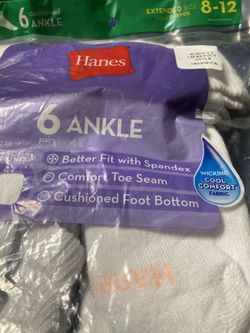 6 cushioned
ANKLE
EXTENDED SIZE
8-12
Hanes
6 ANKLE
pairs
Better Fit with Spandex
Comfort Toe Seam
Cushioned Foot Bottom
WICKING
COOL
COMFORT
FABRIC